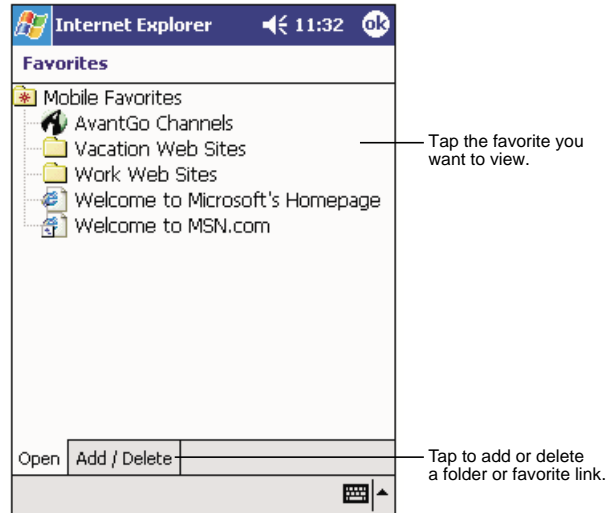 Internet Explorer 11:32 ok
Favorites
Mobile Favorites
AvantGo Channels
Vacation Web Sites
Work Web Sites
Welcome to Microsoft's Homepage
Welcome to MSN.com
Tap the favorite you
want to view.
Open Add / Delete
Tap to add or delete
a folder or favorite link.